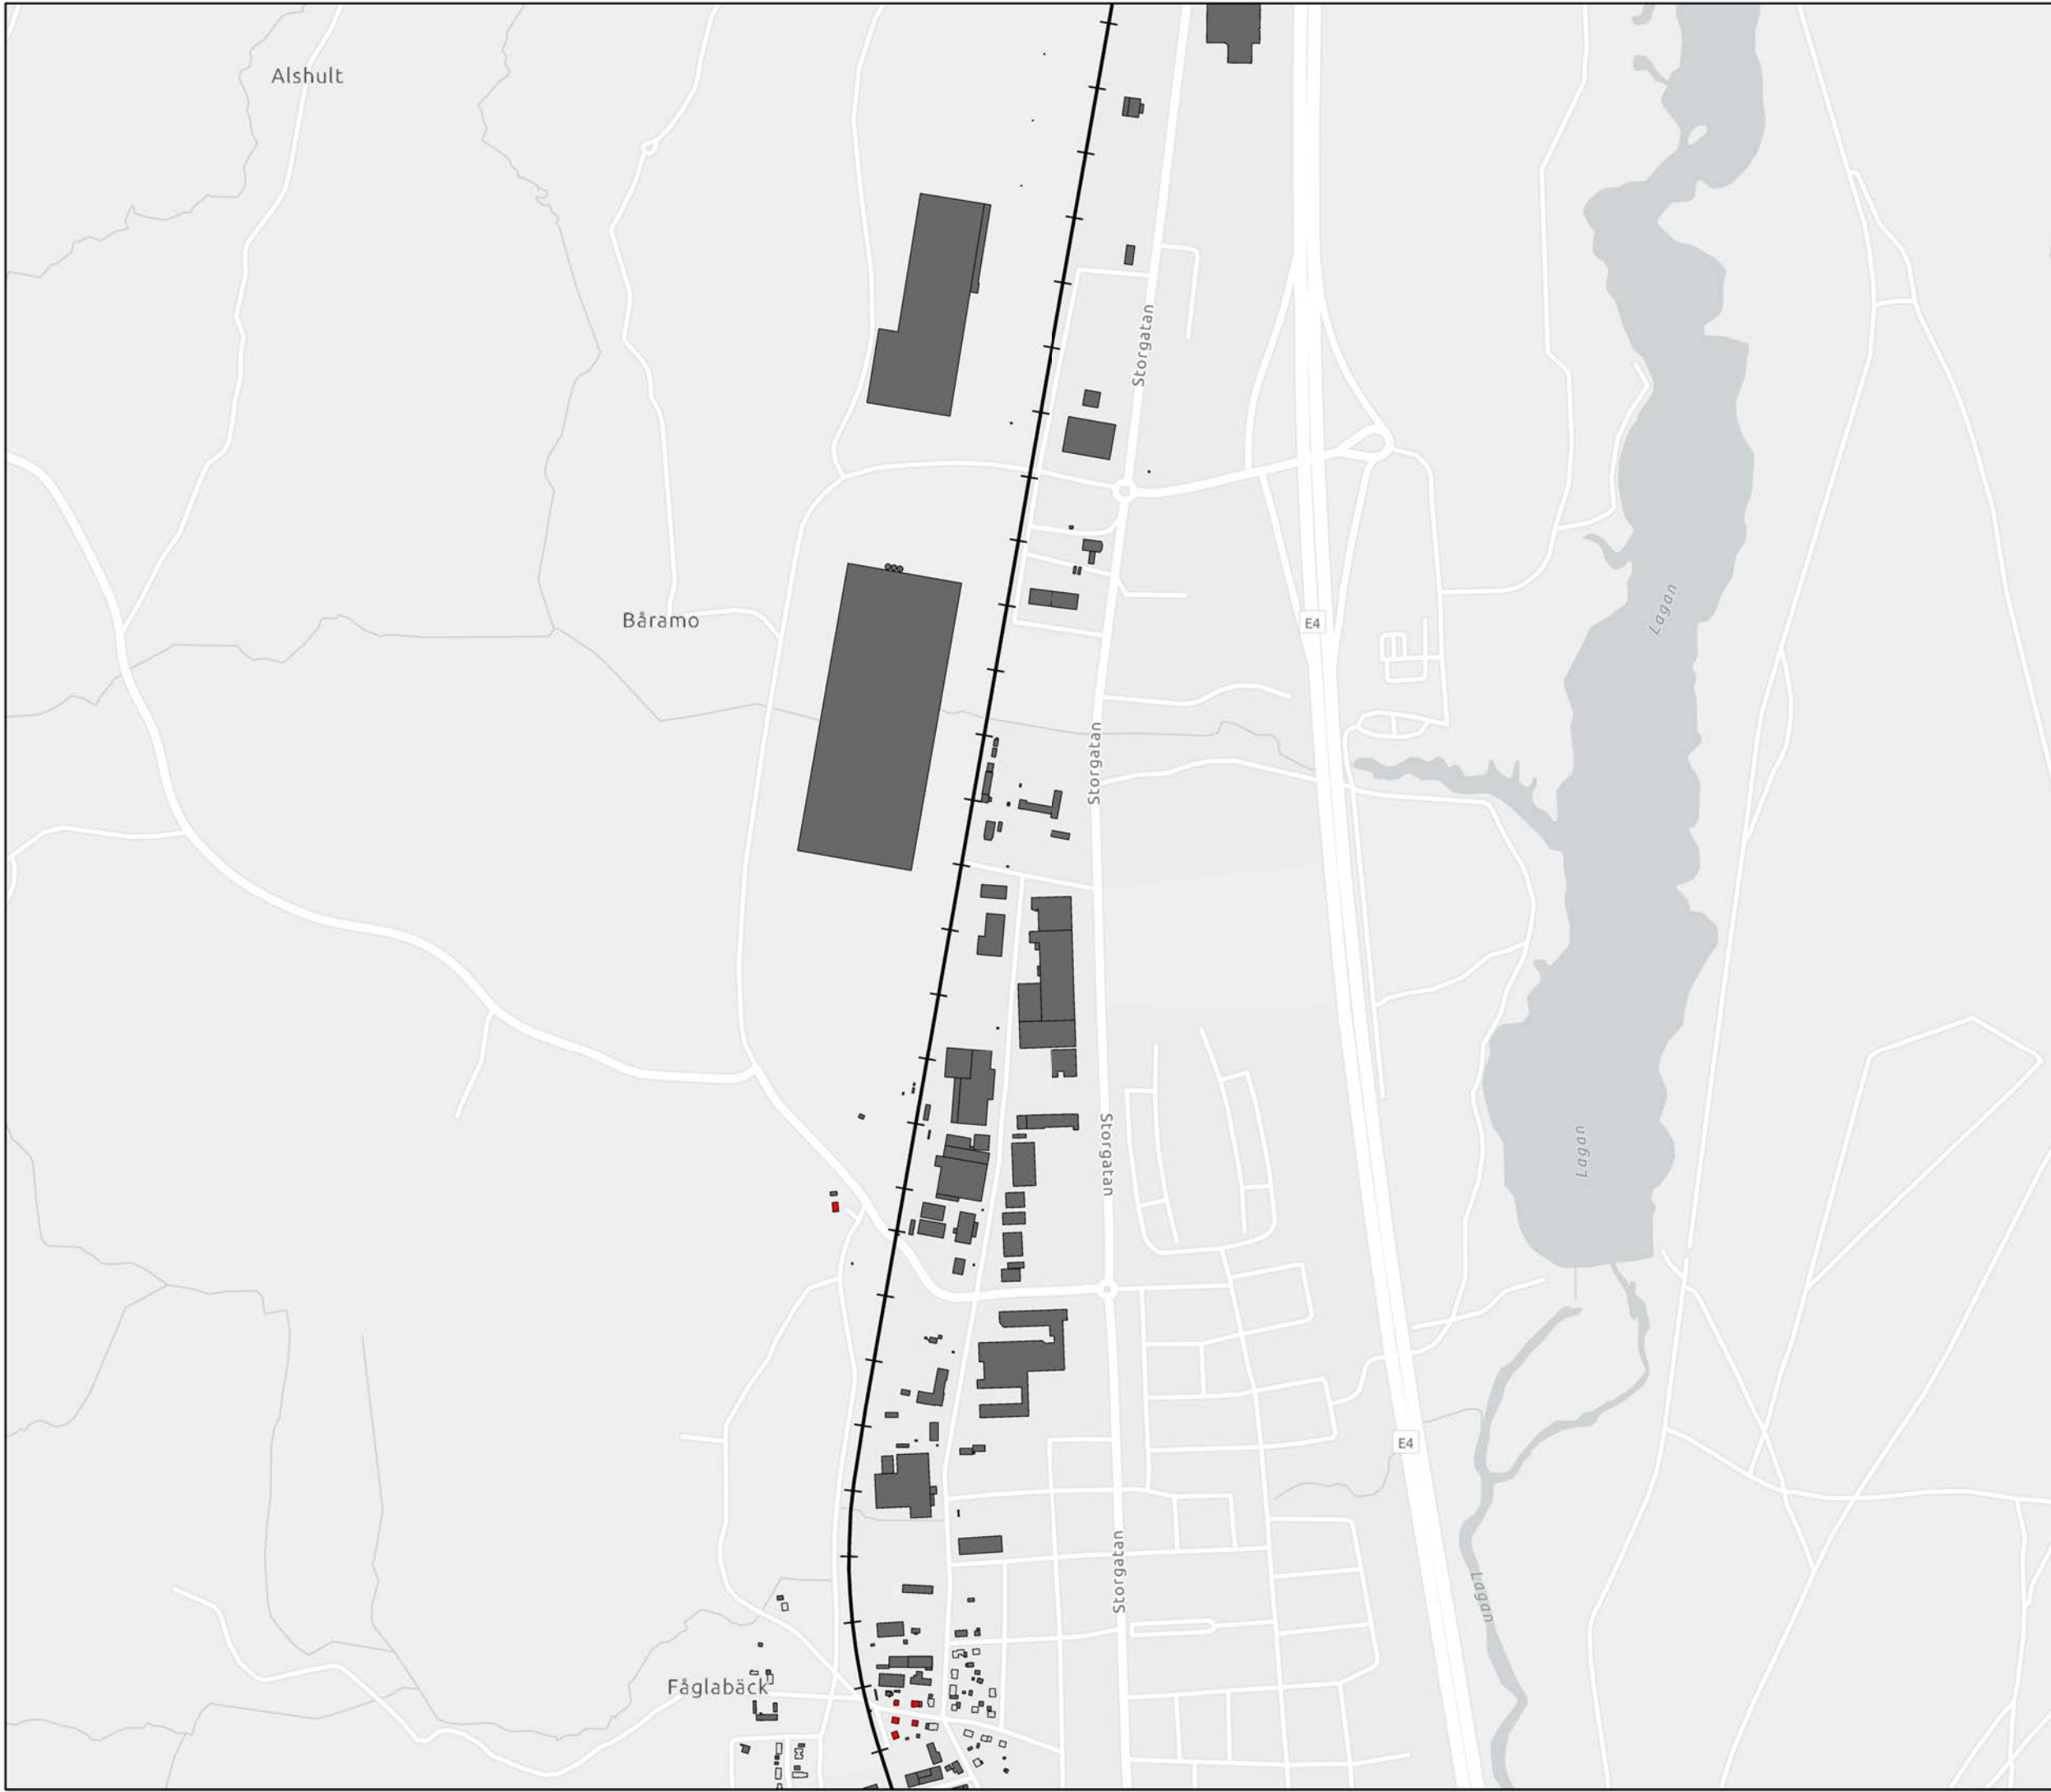 Alshult
Storgatan
Båramo
E4
Lagan
Storgatan
Storgatan
Lagan
E4
Storgatan
Lagan
Fåglabäck